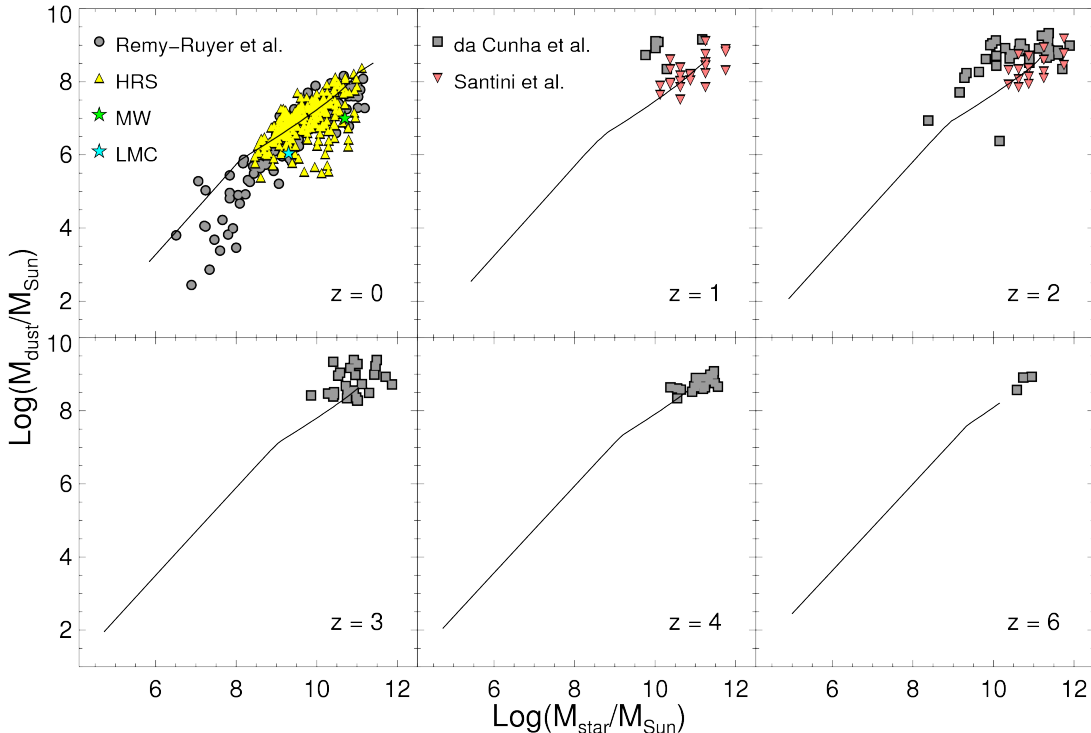 10
8
6
4
2
Remy−Ruyer et al.
HRS
MW
LMC
z = 0
da Cunha et al.
Santini et al.
z = 1
z = 2
Log(M_dust/M_Sun)
10
8
6
4
2
z = 3
z = 4
z = 6
6 8 10 12
6 8 10 12
6 8 10 12
Log(M_star/M_Sun)